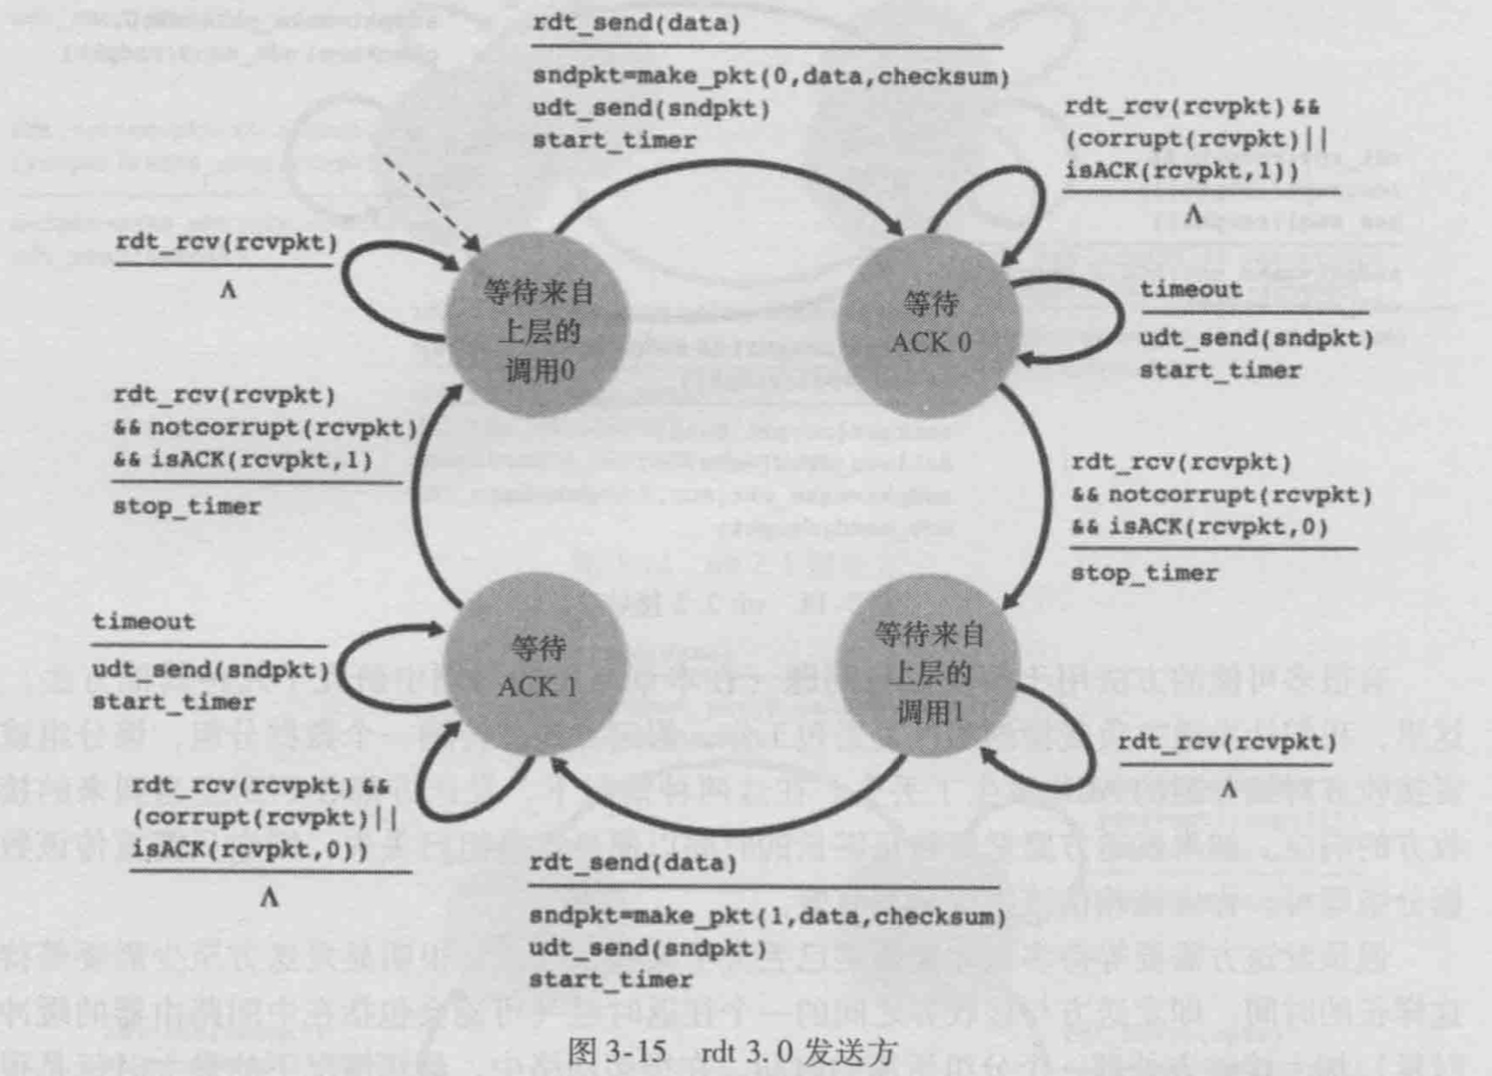 rdt_send(data)
sndpkt=make_pkt(0,data,checksum)
udt_send(sndpkt)
start_timer
rdt_rcv(rcvpkt) &&
(corrupt(rcvpkt)||
isACK(rcvpkt,1))
Λ
rdt_rcv(rcvpkt)
Λ
等待来自
上层的
调用0
等待
ACK 0
timeout
udt_send(sndpkt)
start_timer
rdt_rcv(rcvpkt)
&& notcorrupt(rcvpkt)
&& isACK(rcvpkt,1)
stop_timer
rdt_rcv(rcvpkt)
&& notcorrupt(rcvpkt)
&& isACK(rcvpkt,0)
stop_timer
timeout
udt_send(sndpkt)
start_timer
等待
ACK 1
等待来自
上层的
调用1
rdt_rcv(rcvpkt)
Λ
rdt_rcv(rcvpkt) &&
(corrupt(rcvpkt)||
isACK(rcvpkt,0))
Λ
rdt_send(data)
sndpkt=make_pkt(1,data,checksum)
udt_send(sndpkt)
start_timer
图 3-15 rdt 3.0 发送方